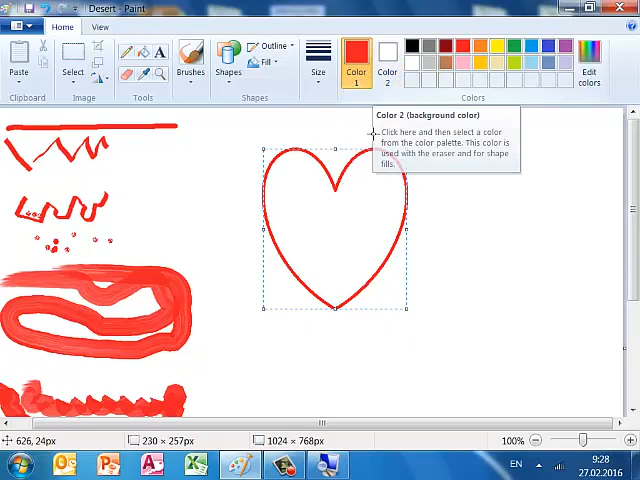 Desert - Paint
Home
View
Paste
Select
Brushes
Shapes
Outline
Fill
Size
Color
1
Color
2
Edit
colors
Clipboard
Image
Tools
Shapes
Colors
Color 2 (background color)
Click here and then select a color
from the color palette. This color is
used with the eraser and for shape
fills.
626, 24px
230 × 257px
1024 × 768px
100%
EN
9:28
27.02.2016